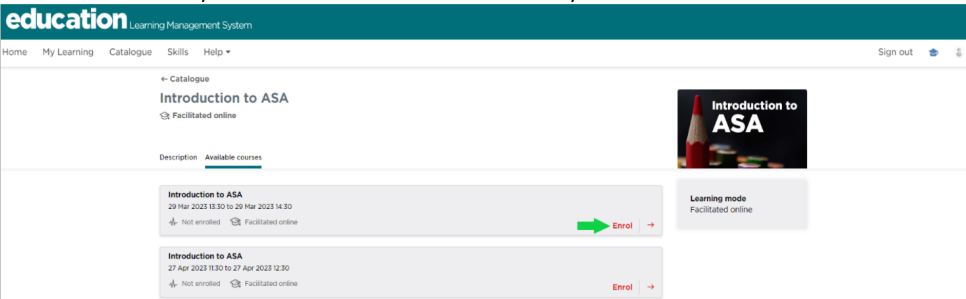 education Learning Management System
Home My Learning Catalogue Skills Help Sign out
← Catalogue
Introduction to ASA
Facilitated online
Introduction to
ASA
Description Available courses
Introduction to ASA
29 Mar 2023 13:30 to 29 Mar 2023 14:30
Not enrolled Facilitated online
Enrol →
Learning mode
Facilitated online
Introduction to ASA
27 Apr 2023 11:30 to 27 Apr 2023 12:30
Not enrolled Facilitated online
Enrol →